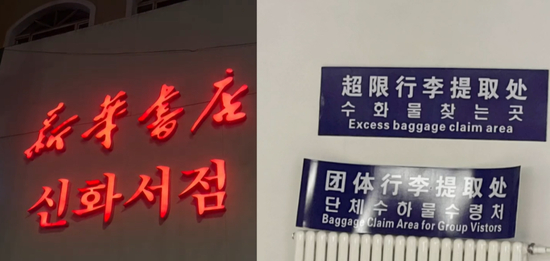 新华书店
신화서점
超限行李提取处
수화물찾는곳
Excess baggage claim area
团体行李提取处
단체수하물수령처
Baggage Claim Area for Group Vistors